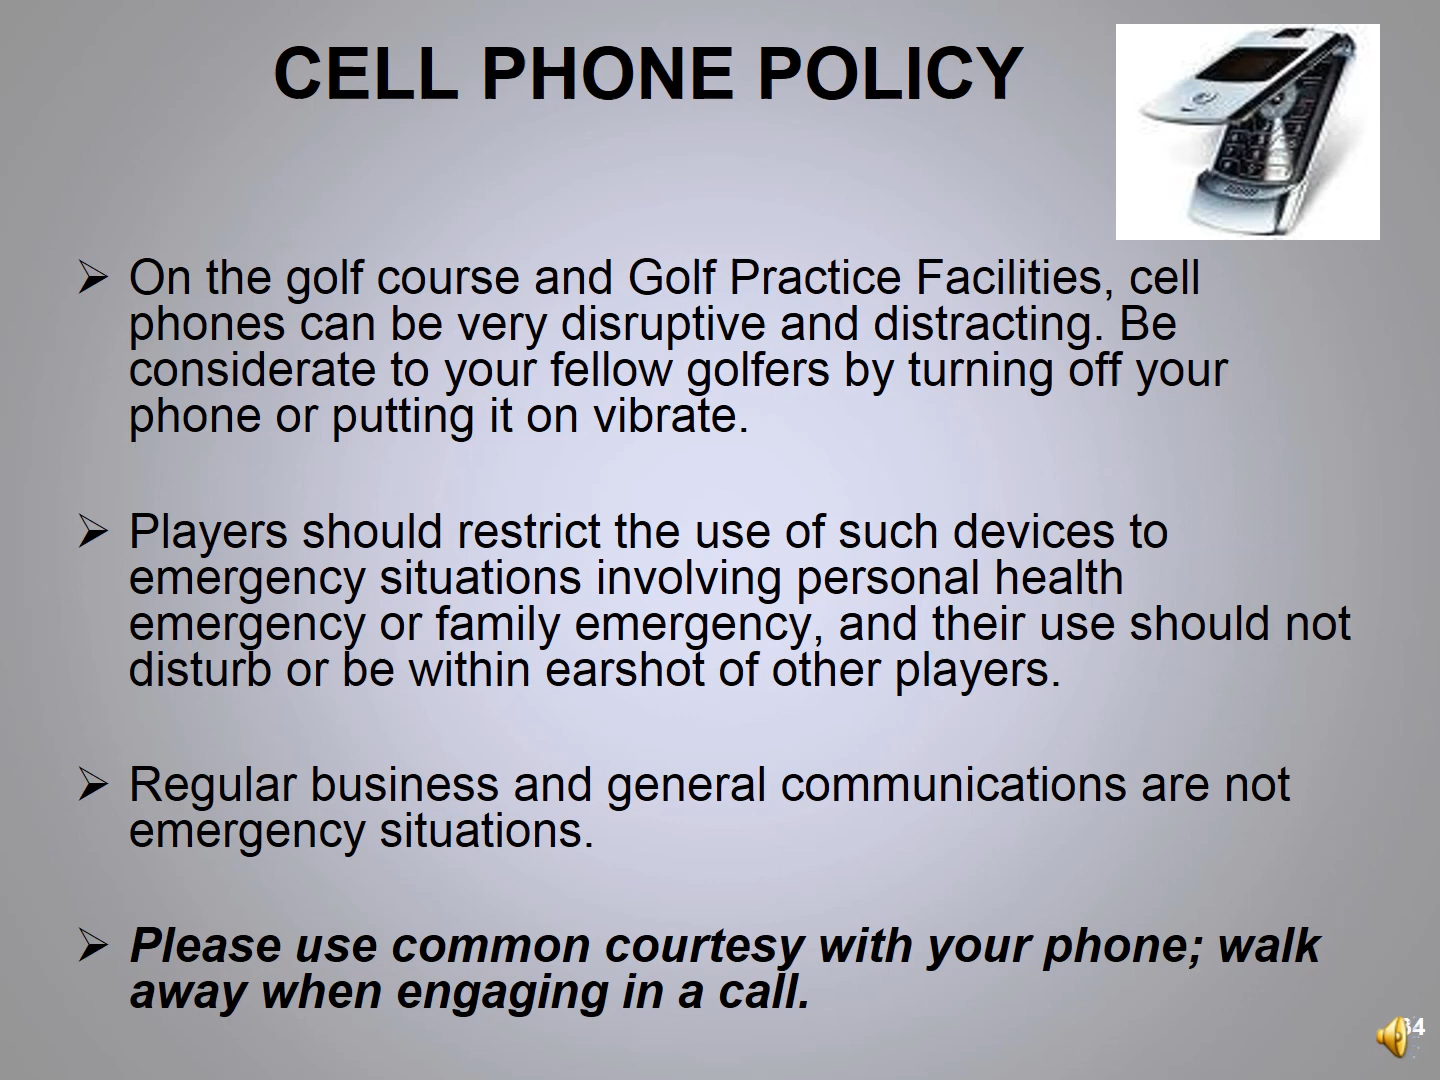 CELL PHONE POLICY
On the golf course and Golf Practice Facilities, cell
phones can be very disruptive and distracting. Be
considerate to your fellow golfers by turning off your
phone or putting it on vibrate.
Players should restrict the use of such devices to
emergency situations involving personal health
emergency or family emergency, and their use should not
disturb or be within earshot of other players.
Regular business and general communications are not
emergency situations.
Please use common courtesy with your phone; walk
away when engaging in a call.